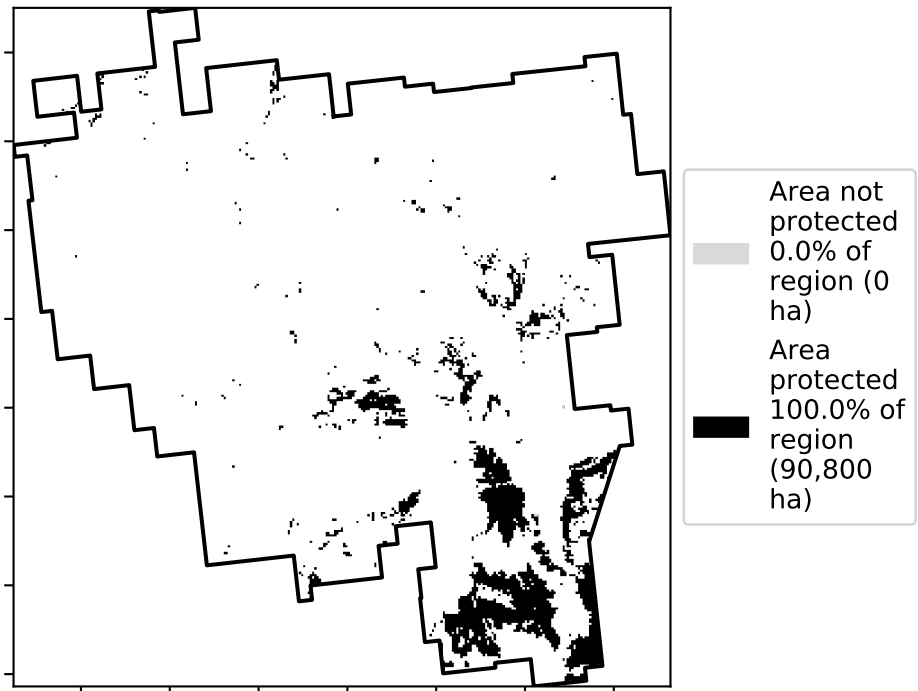 Area not
protected
0.0% of
region (0
ha)
Area
protected
100.0% of
region
(90,800
ha)